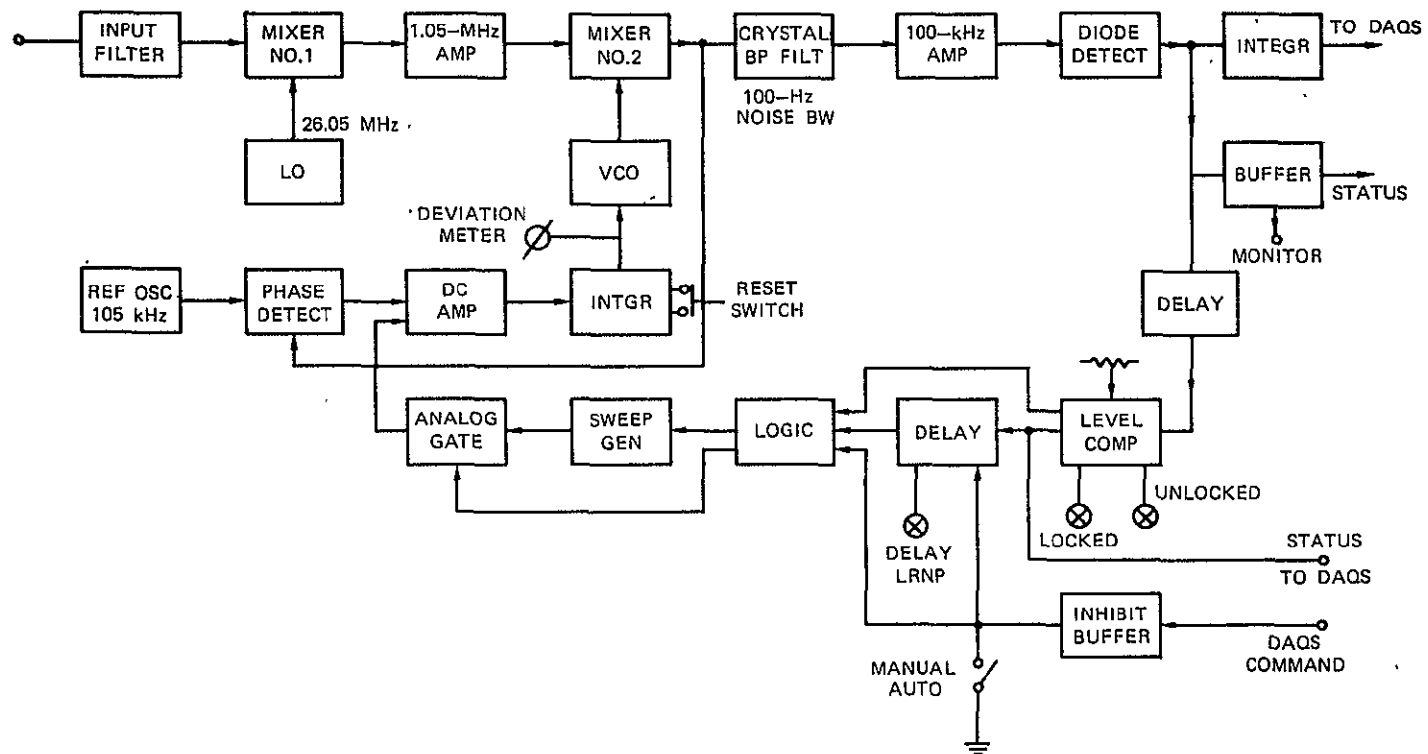 INPUT
FILTER
MIXER
NO.1
1.05–MHz
AMP
MIXER
NO.2
CRYSTAL
BP FILT
100–kHz
AMP
DIODE
DETECT
INTEGR
TO DAQS
100–Hz
NOISE BW
26.05 MHz
LO
VCO
BUFFER
STATUS
DEVIATION
METER
MONITOR
REF OSC
105 kHz
PHASE
DETECT
DC
AMP
INTGR
RESET
SWITCH
DELAY
ANALOG
GATE
SWEEP
GEN
LOGIC
DELAY
LEVEL
COMP
UNLOCKED
LOCKED
DELAY
LRNP
STATUS
TO DAQS
INHIBIT
BUFFER
DAQS
COMMAND
MANUAL
AUTO